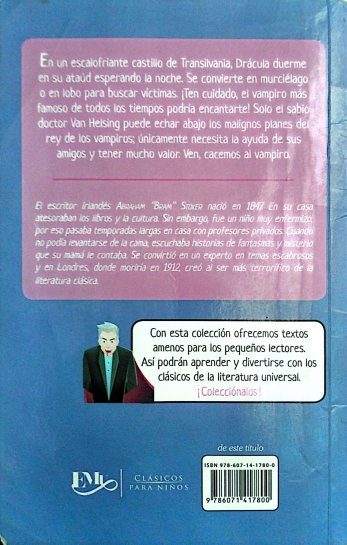 En un escalofriante castillo de Transilvania, Drácula duerme
en su ataúd esperando la noche. Se convierte en murciélago
o en lobo para buscar víctimas. ¡Ten cuidado, el vampiro más
famoso de todos los tiempos podría encantarte! Solo el sabio
doctor Van Helsing puede echar abajo los malignos planes del
rey de los vampiros; únicamente necesita la ayuda de sus
amigos y tener mucho valor. Ven, cacemos al vampiro.
El escritor irlandés ABRAHAM "BRAM" STOKER nació en 1847. En su casa
atesoraban los libros y la cultura. Sin embargo, fue un niño muy enfermizo,
por eso pasaba temporadas largas en casa con profesores privados. Cuando
no podía levantarse de la cama, escuchaba historias de fantasmas y misterio
que su mamá le contaba. Se convirtió en un experto en temas escabrosos
y en Londres, donde moriría en 1912, creó al ser más terrorífico de la
literatura clásica.
Con esta colección ofrecemos textos
amenos para los pequeños lectores.
Así podrán aprender y divertirse con los
clásicos de la literatura universal.
¡Colecciónalos!
de este título
ISBN 978-607-14-1780-0
9 786071 417800
EMU
CLÁSICOS
PARA NIÑOS